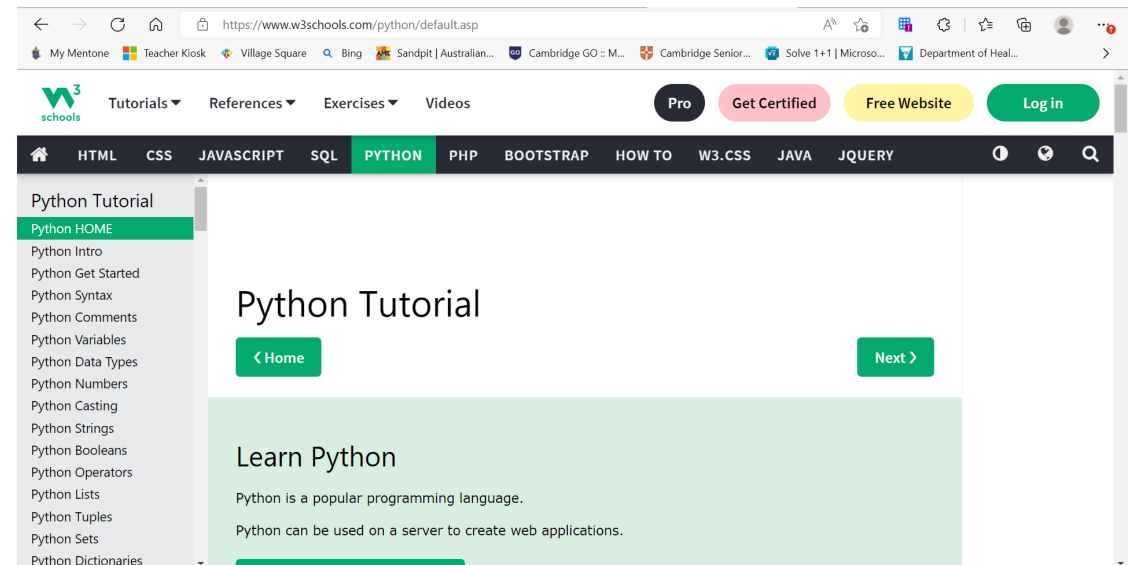 https://www.w3schools.com/python/default.asp
My Mentone Teacher Kiosk Village Square Bing Sandpit | Australian... Cambridge GO :: M... Cambridge Senior... Solve 1+1 | Microso... Department of Heal...
W3 schools Tutorials References Exercises Videos Pro Get Certified Free Website Log in
HTML CSS JAVASCRIPT SQL PYTHON PHP BOOTSTRAP HOW TO W3.CSS JAVA JQUERY
Python Tutorial
Python HOME
Python Intro
Python Get Started
Python Syntax
Python Comments
Python Variables
Python Data Types
Python Numbers
Python Casting
Python Strings
Python Booleans
Python Operators
Python Lists
Python Tuples
Python Sets
Python Dictionaries
Python Tutorial
❮ Home Next ❯
Learn Python
Python is a popular programming language.
Python can be used on a server to create web applications.